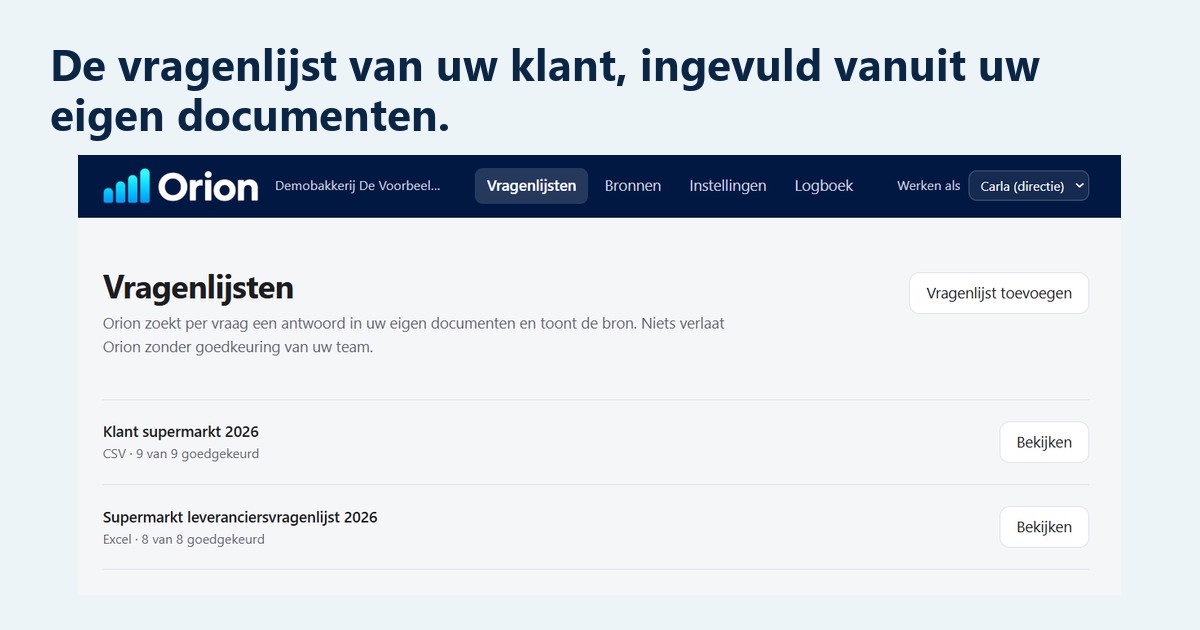 De vragenlijst van uw klant, ingevuld vanuit uw
eigen documenten.
Orion
Demobakkerij De Voorbeel...
Vragenlijsten
Bronnen
Instellingen
Logboek
Werken als
Carla (directie)
Vragenlijsten
Vragenlijst toevoegen
Orion zoekt per vraag een antwoord in uw eigen documenten en toont de bron. Niets verlaat
Orion zonder goedkeuring van uw team.
Klant supermarkt 2026
CSV · 9 van 9 goedgekeurd
Bekijken
Supermarkt leveranciersvragenlijst 2026
Excel · 8 van 8 goedgekeurd
Bekijken